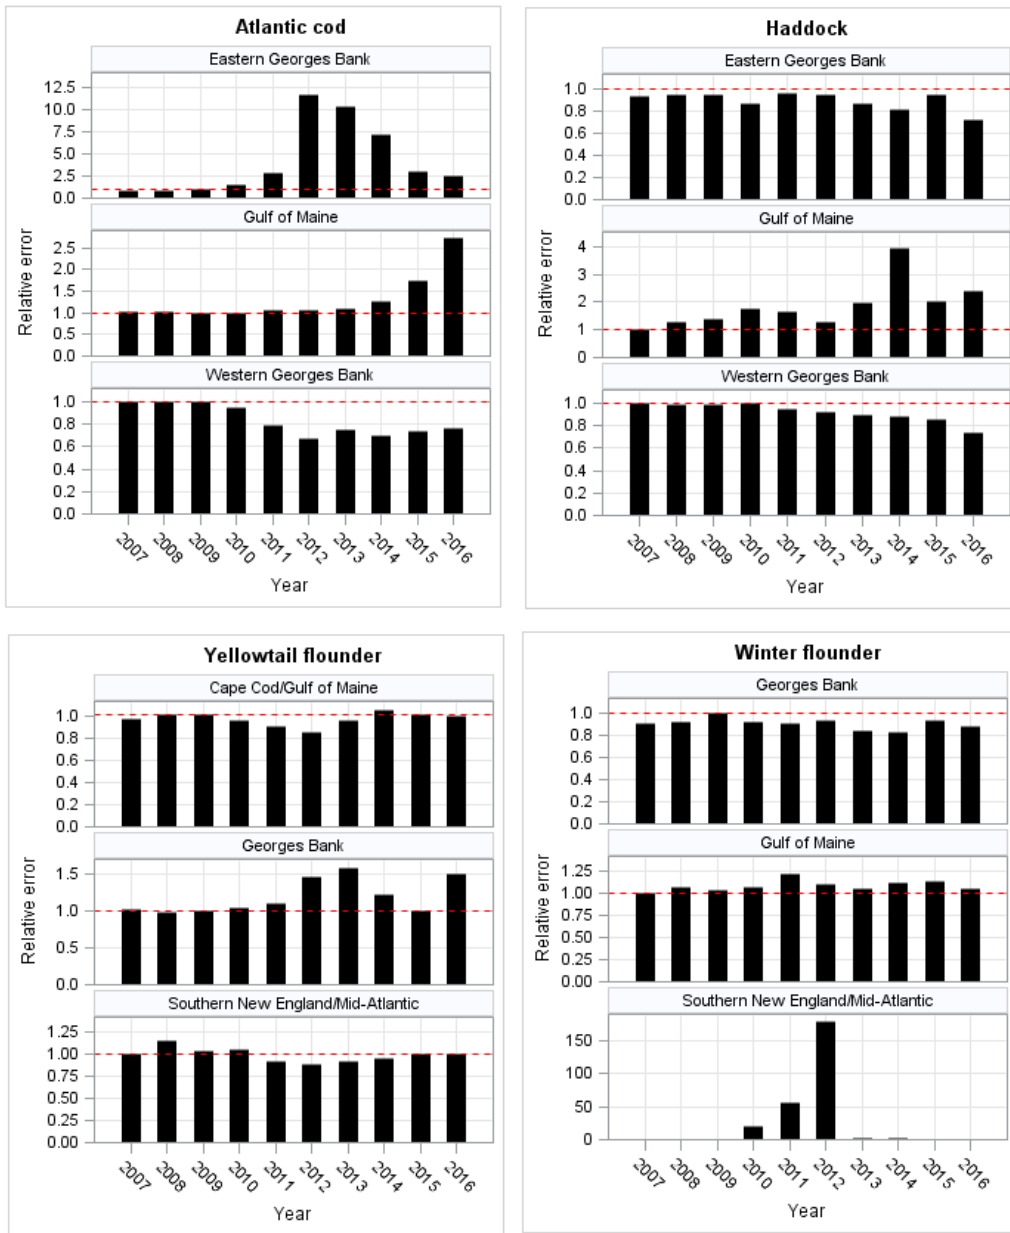 Atlantic cod
Eastern Georges Bank
12.5
10.0
7.5
5.0
2.5
0.0
Gulf of Maine
2.5
2.0
1.5
1.0
0.5
0.0
Western Georges Bank
1.0
0.8
0.6
0.4
0.2
0.0
Relative error
2007 2008 2009 2010 2011 2012 2013 2014 2015 2016
Year
Haddock
Eastern Georges Bank
1.0
0.8
0.6
0.4
0.2
0.0
Gulf of Maine
4
3
2
1
0
Western Georges Bank
1.0
0.8
0.6
0.4
0.2
0.0
Relative error
2007 2008 2009 2010 2011 2012 2013 2014 2015 2016
Year
Yellowtail flounder
Cape Cod/Gulf of Maine
1.0
0.8
0.6
0.4
0.2
0.0
Georges Bank
1.5
1.0
0.5
0.0
Southern New England/Mid-Atlantic
1.25
1.00
0.75
0.50
0.25
0.00
Relative error
2007 2008 2009 2010 2011 2012 2013 2014 2015 2016
Year
Winter flounder
Georges Bank
1.0
0.8
0.6
0.4
0.2
0.0
Gulf of Maine
1.25
1.00
0.75
0.50
0.25
0.00
Southern New England/Mid-Atlantic
150
100
50
0
Relative error
2007 2008 2009 2010 2011 2012 2013 2014 2015 2016
Year